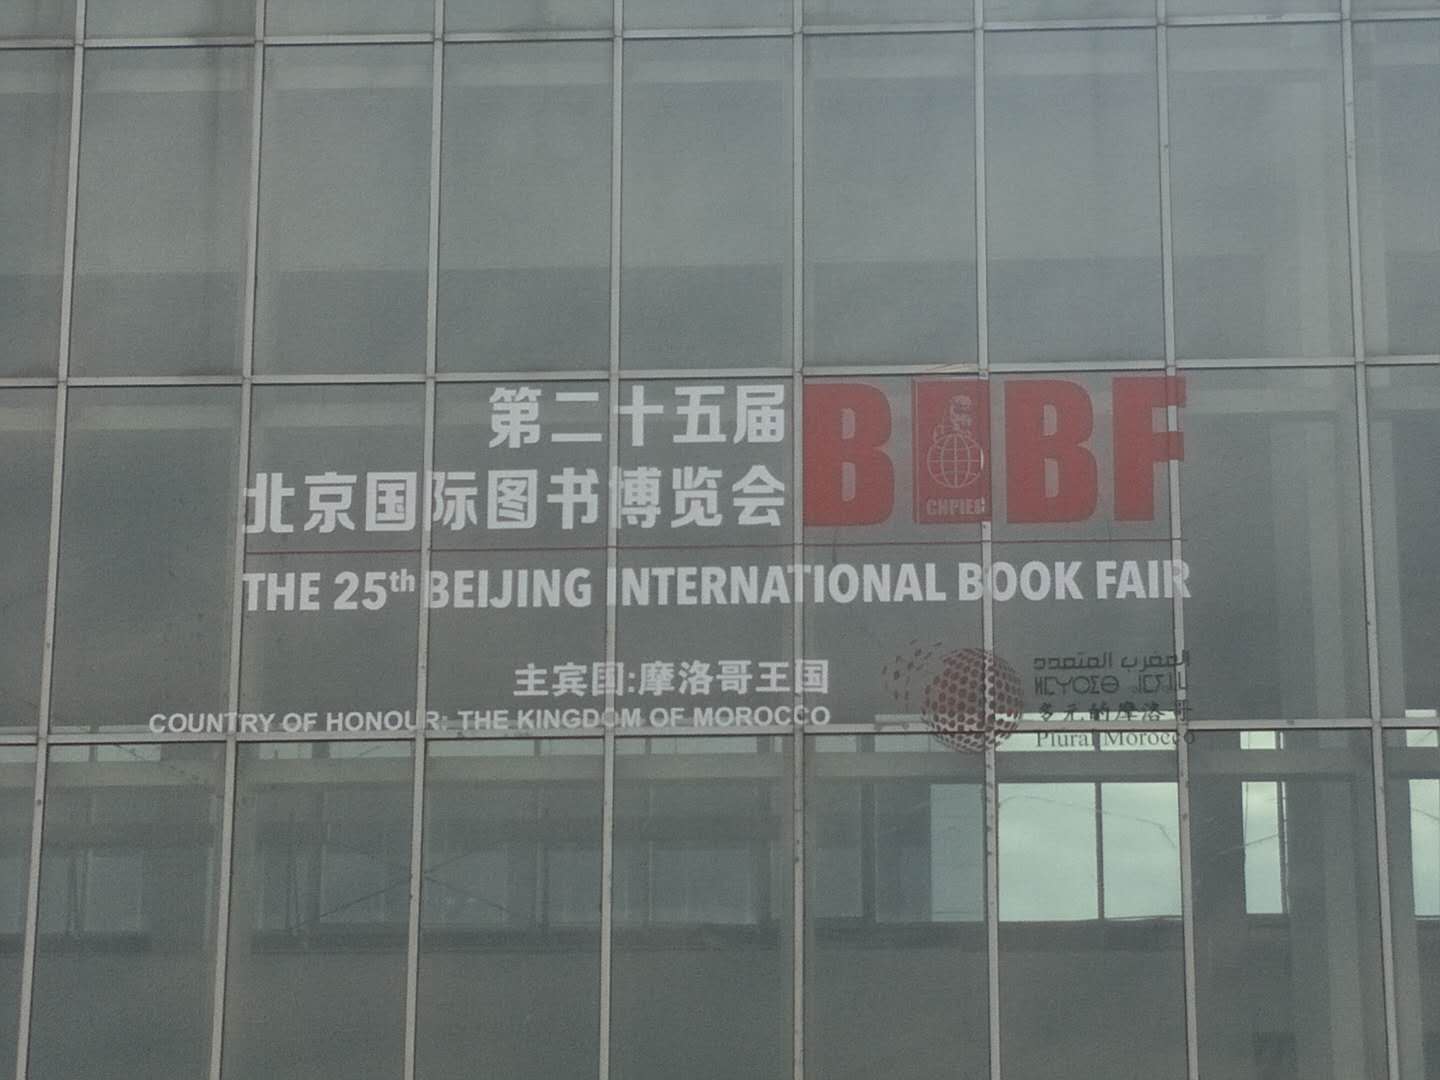 第二十五届
北京国际图书博览会
BIBF
CNPIEC
THE 25th BEIJING INTERNATIONAL BOOK FAIR
主宾国:摩洛哥王国
COUNTRY OF HONOUR: THE KINGDOM OF MOROCCO
المغرب المتعدد
多元的摩洛哥
Plural Morocco